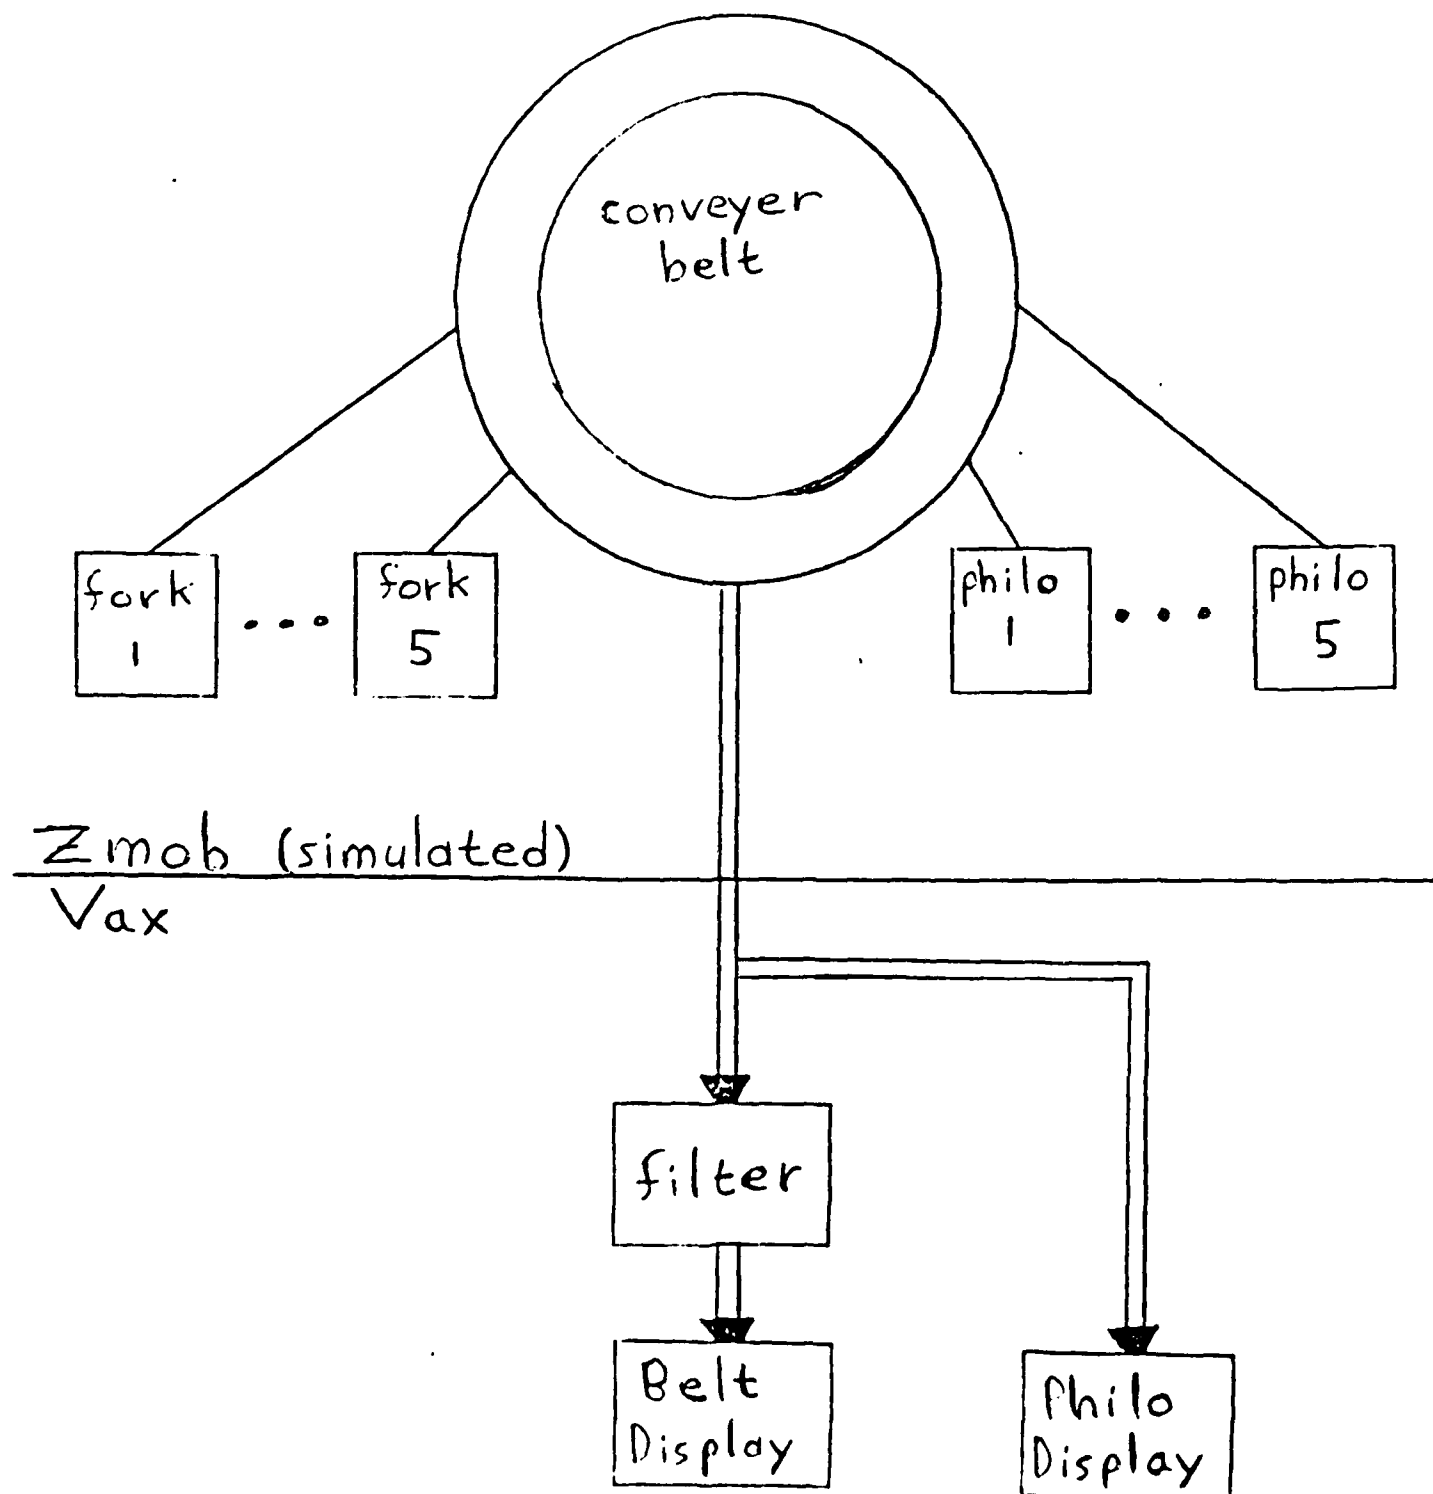 conveyer
belt
fork
1
...
fork
5
philo
1
...
philo
5
Zmob (simulated)
Vax
filter
Belt
Display
Philo
Display